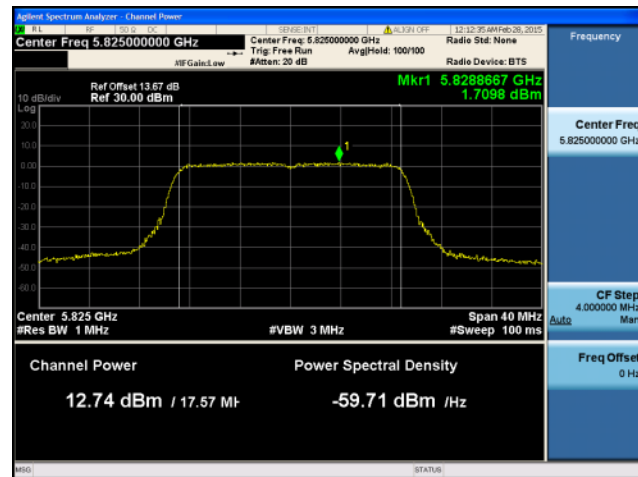 Agilent Spectrum Analyzer - Channel Power
RL RF 50 Ω DC SENSE:INT ALIGN OFF 12:12:35 AM Feb 28, 2015
Center Freq 5.825000000 GHz
Center Freq: 5.825000000 GHz
Radio Std: None
Trig: Free Run Avg|Hold: 100/100
#IFGain:Low #Atten: 20 dB Radio Device: BTS
Mkr1 5.8288667 GHz
1.7098 dBm
Ref Offset 13.67 dB
10 dB/div Ref 30.00 dBm
Log
20.0
10.0
1
0.00
-10.0
-20.0
-30.0
-40.0
-50.0
-60.0
Center 5.825 GHz Span 40 MHz
#Res BW 1 MHz #VBW 3 MHz #Sweep 100 ms
Channel Power Power Spectral Density
12.74 dBm / 17.57 MH -59.71 dBm /Hz
MSG STATUS
Frequency
Center Freq
5.825000000 GHz
CF Step
4.000000 MHz
Auto Man
Freq Offset
0 Hz